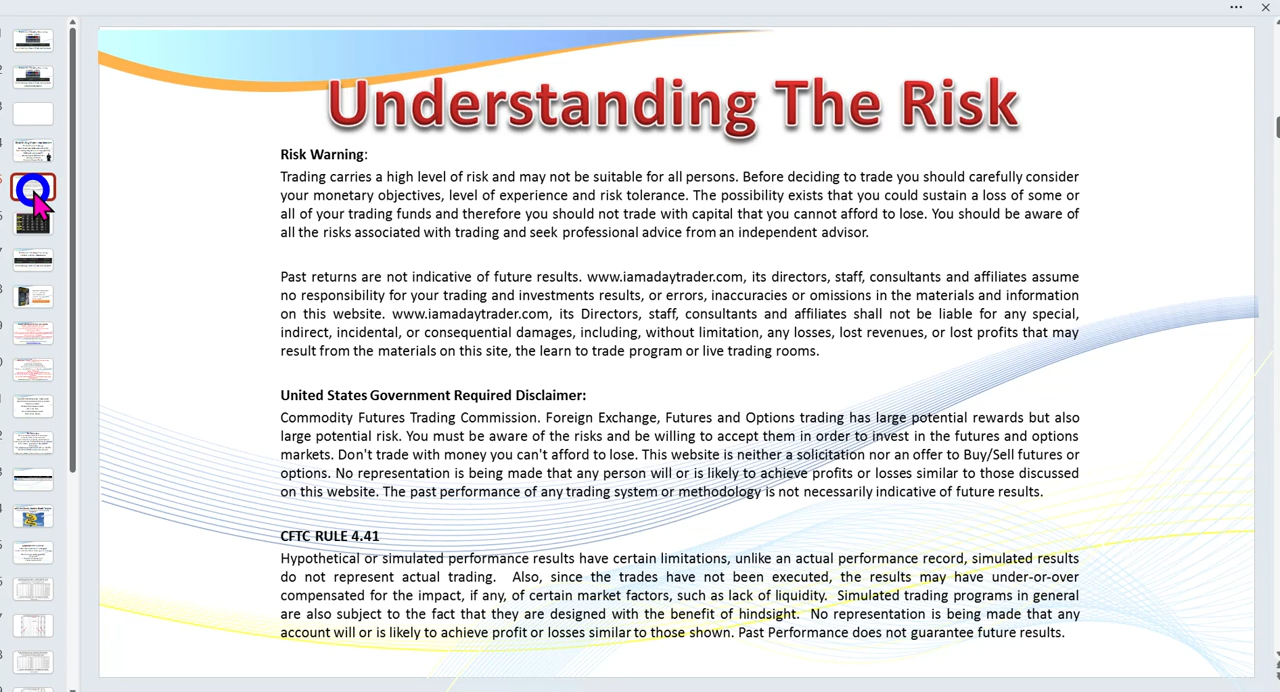 Understanding The Risk
Risk Warning:
Trading carries a high level of risk and may not be suitable for all persons. Before deciding to trade you should carefully consider
your monetary objectives, level of experience and risk tolerance. The possibility exists that you could sustain a loss of some or
all of your trading funds and therefore you should not trade with capital that you cannot afford to lose. You should be aware of
all the risks associated with trading and seek professional advice from an independent advisor.
Past returns are not indicative of future results. www.iamadaytrader.com, its directors, staff, consultants and affiliates assume
no responsibility for your trading and investments results, or errors, inaccuracies or omissions in the materials and information
on this website. www.iamadaytrader.com, its Directors, staff, consultants and affiliates shall not be liable for any special,
indirect, incidental, or consequential damages, including, without limitation, any losses, lost revenues, or lost profits that may
result from the materials on this site, the learn to trade program or live trading rooms.
United States Government Required Disclaimer:
Commodity Futures Trading Commission. Foreign Exchange, Futures and Options trading has large potential rewards but also
large potential risk. You must be aware of the risks and be willing to accept them in order to invest in the futures and options
markets. Don't trade with money you can't afford to lose. This website is neither a solicitation nor an offer to Buy/Sell futures or
options. No representation is being made that any person will or is likely to achieve profits or losses similar to those discussed
on this website. The past performance of any trading system or methodology is not necessarily indicative of future results.
CFTC RULE 4.41
Hypothetical or simulated performance results have certain limitations, unlike an actual performance record, simulated results
do not represent actual trading.  Also, since the trades have not been executed, the results may have under-or-over
compensated for the impact, if any, of certain market factors, such as lack of liquidity.  Simulated trading programs in general
are also subject to the fact that they are designed with the benefit of hindsight.  No representation is being made that any
account will or is likely to achieve profit or losses similar to those shown. Past Performance does not guarantee future results.